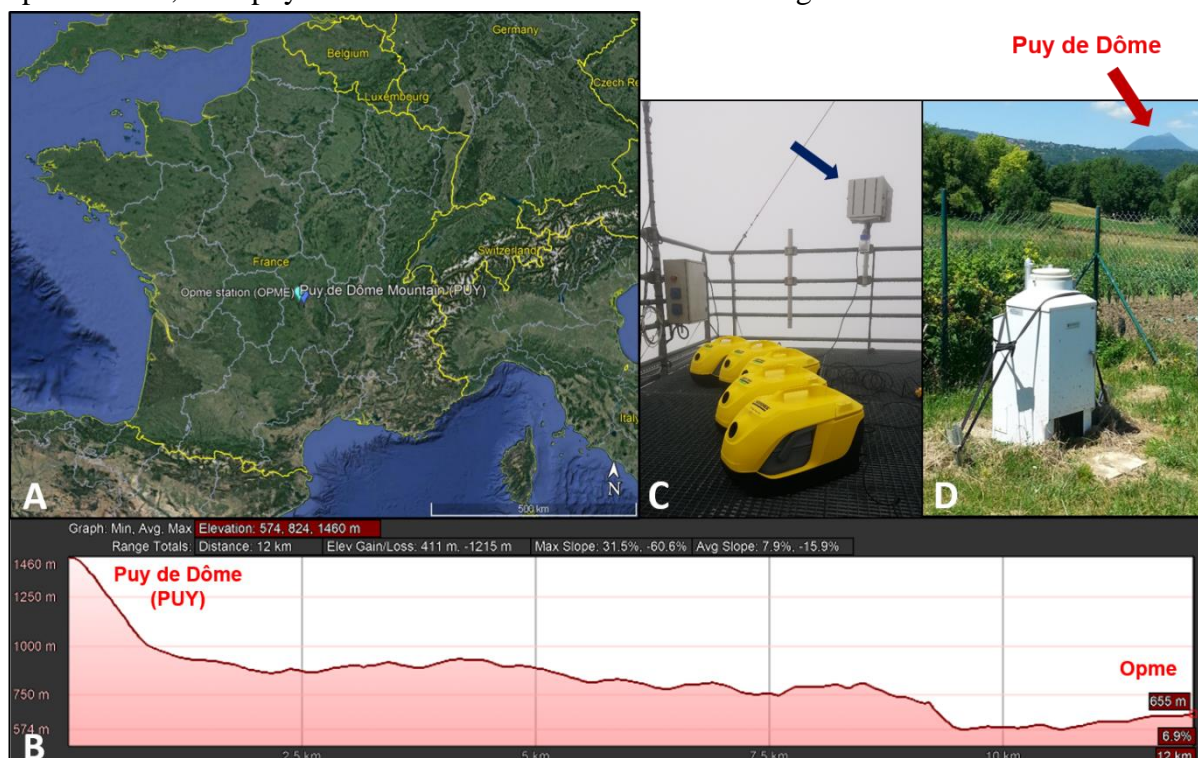 Germany
Belgium
Luxembourg
Czech Re
Switzerland
France
Opme station (OPME)
Puy de Dôme Mountain (PUY)
Italy
N
500 km
A
Puy de Dôme
C
D
Graph: Min, Avg, Max Elevation: 574, 824, 1460 m
Range Totals: Distance: 12 km Elev Gain/Loss: 411 m, -1215 m Max Slope: 31.5%, -60.6% Avg Slope: 7.9%, -15.9%
1460 m
1250 m
1000 m
750 m
574 m
Puy de Dôme
(PUY)
Opme
655 m
6.9%
B
2.5 km
5 km
7.5 km
10 km
12 km